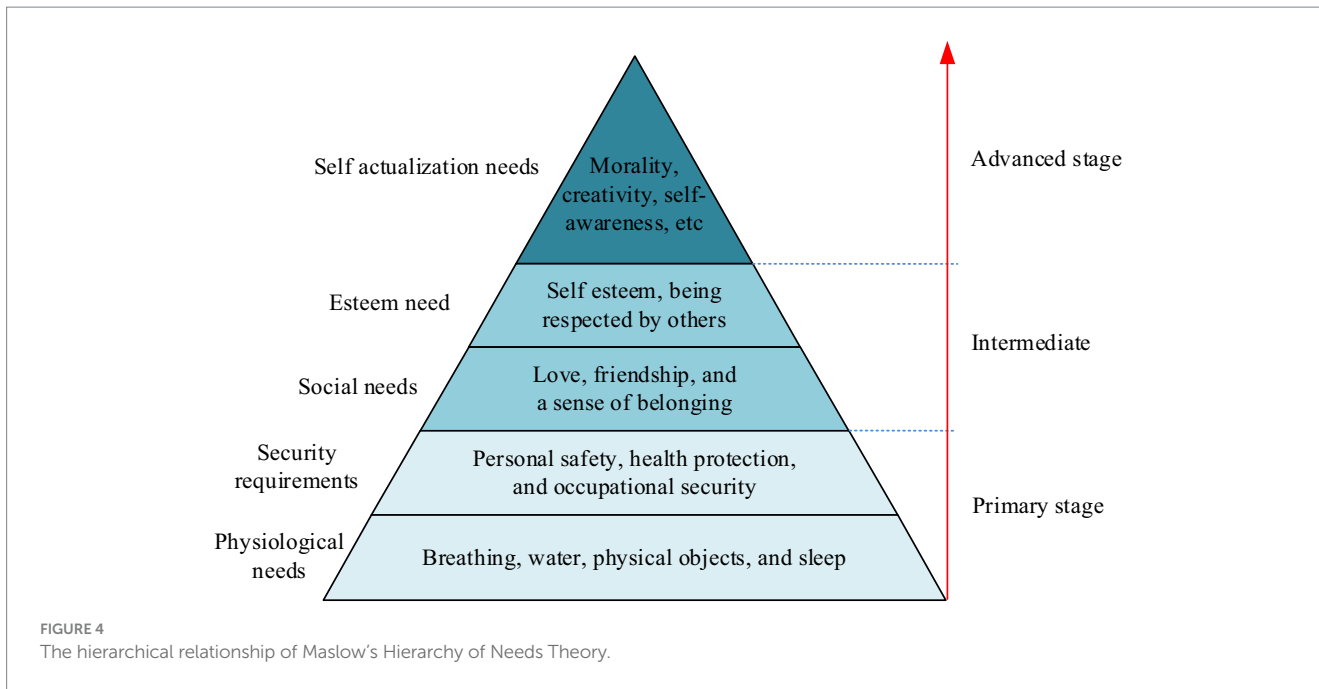 Self actualization needs
Morality,
creativity, self-
awareness, etc
Advanced stage
Esteem need
Self esteem, being
respected by others
Intermediate
Social needs
Love, friendship, and
a sense of belonging
Security
requirements
Personal safety, health protection,
and occupational security
Primary stage
Physiological
needs
Breathing, water, physical objects, and sleep
FIGURE 4
The hierarchical relationship of Maslow's Hierarchy of Needs Theory.